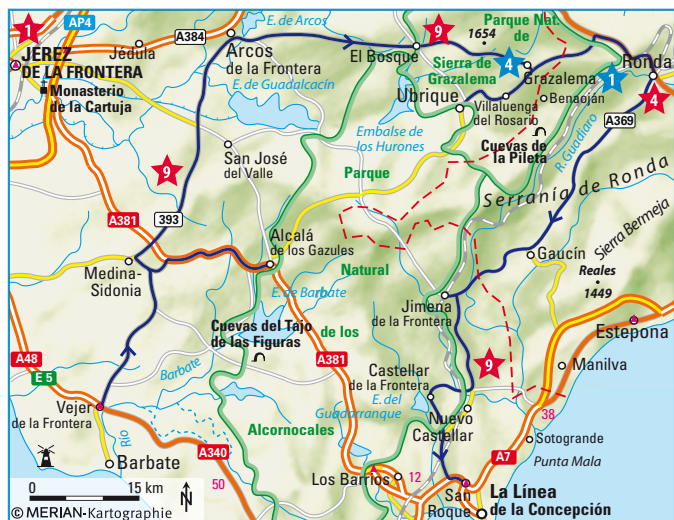 1
AP4
Jédula
A384
E. de Arcos
9
1654
Parque Nat.
de
JEREZ
DE LA FRONTERA
Monasterio
de la Cartuja
Arcos
de la Frontera
El Bosque
Sierra de
Grazalema
4
Grazalema
1
Ronda
E. de Guadalcacín
Ubrique
Villaluenga
del Rosario
Benaoján
4
Embalse de
los Hurones
Cuevas de
la Pileta
R. Guadiaro
A369
San José
del Valle
9
Parque
Serranía de Ronda
A381
393
Alcalá
de los Gazules
Medina-
Sidonia
Natural
Gaucín
Sierra Bermeja
Reales
1449
E. de Barbate
Jimena
de la Frontera
Estepona
Cuevas del Tajo
de las Figuras
de los
A48
E 5
Barbate
A381
Castellar
de la Frontera
9
Manilva
E. del
Guadarranque
Vejer
de la Frontera
Río
Alcornocales
Nuevo
Castellar
38
Sotogrande
Barbate
A340
50
Los Barrios
12
A7
Punta Mala
San
Roque
La Línea
de la Concepción
0
15 km
N
© MERIAN-Kartographie